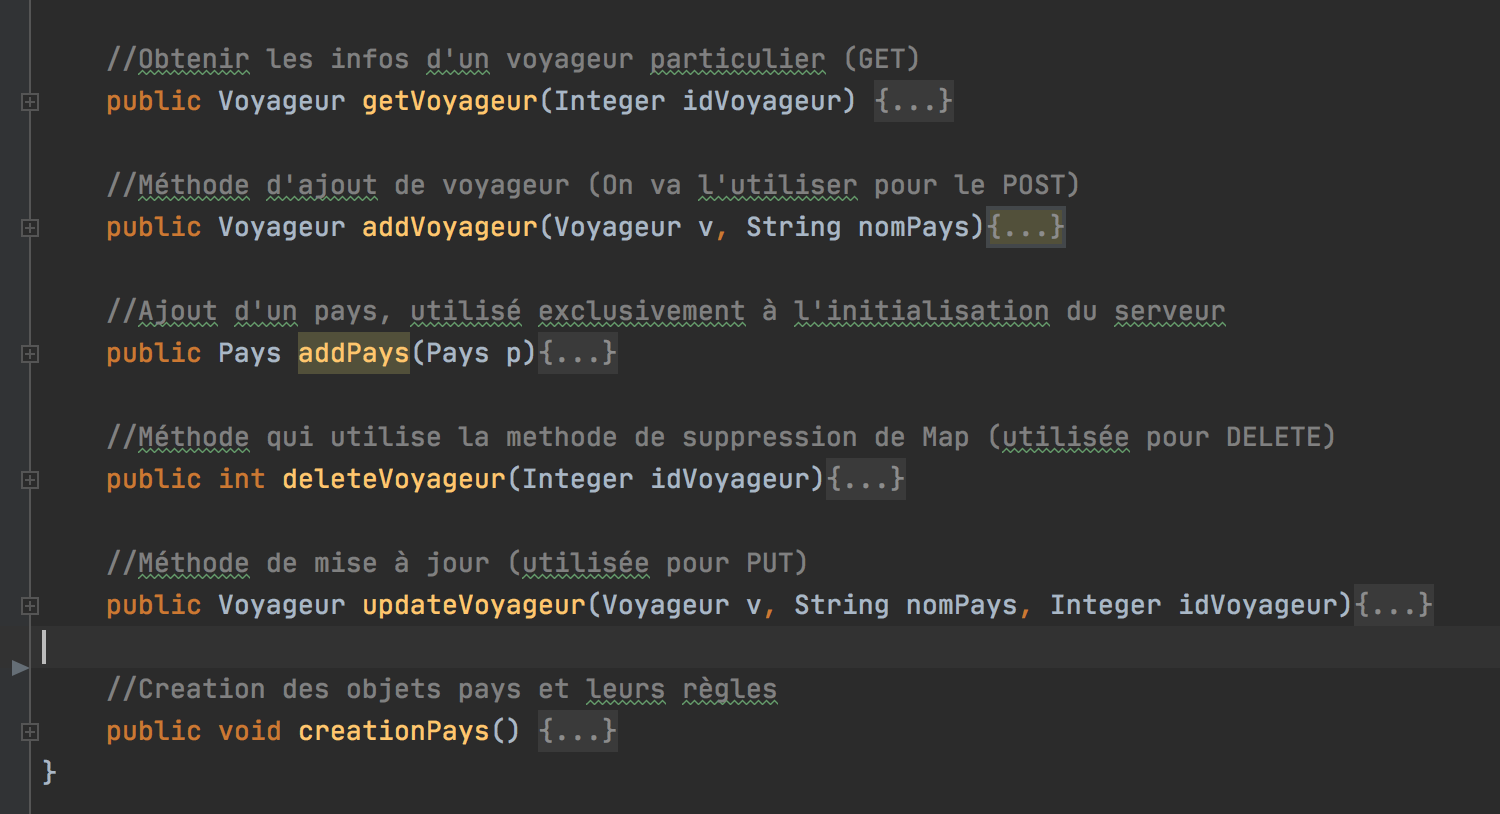 //Obtenir les infos d'un voyageur particulier (GET)
public Voyageur getVoyageur(Integer idVoyageur) {...}
//Méthode d'ajout de voyageur (On va l'utiliser pour le POST)
public Voyageur addVoyageur(Voyageur v, String nomPays){...}
//Ajout d'un pays, utilisé exclusivement à l'initialisation du serveur
public Pays addPays(Pays p){...}
//Méthode qui utilise la methode de suppression de Map (utilisée pour DELETE)
public int deleteVoyageur(Integer idVoyageur){...}
//Méthode de mise à jour (utilisée pour PUT)
public Voyageur updateVoyageur(Voyageur v, String nomPays, Integer idVoyageur){...}
//Creation des objets pays et leurs règles
public void creationPays() {...}
}